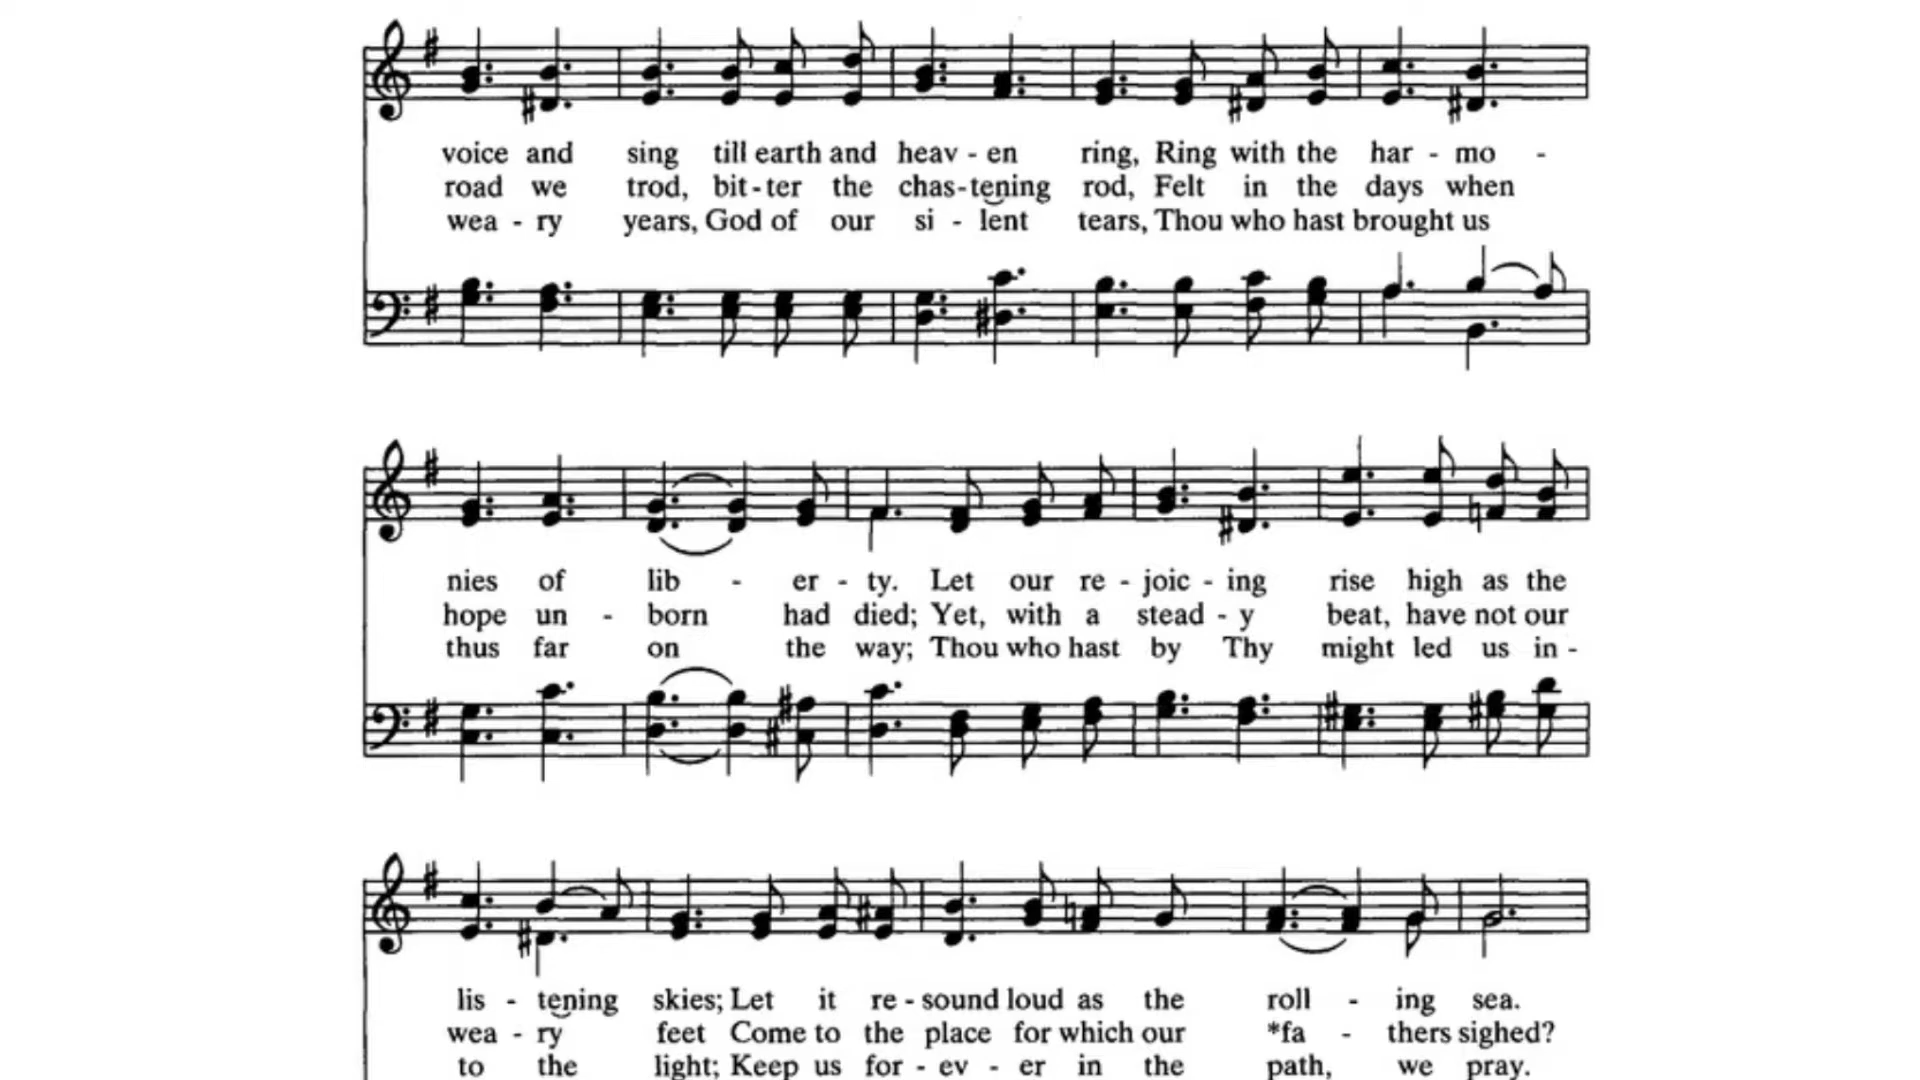 voice and sing till earth and heav - en ring, Ring with the har - mo -
road we trod, bit - ter the chas - tening rod, Felt in the days when
wea - ry years, God of our si - lent tears, Thou who hast brought us
nies of lib - er - ty. Let our re - joic - ing rise high as the
hope un - born had died; Yet, with a stead - y beat, have not our
thus far on the way; Thou who hast by Thy might led us in -
lis - tening skies; Let it re - sound loud as the roll - ing sea.
wea - ry feet Come to the place for which our *fa - thers sighed?
to the light; Keep us for - ev - er in the path, we pray.